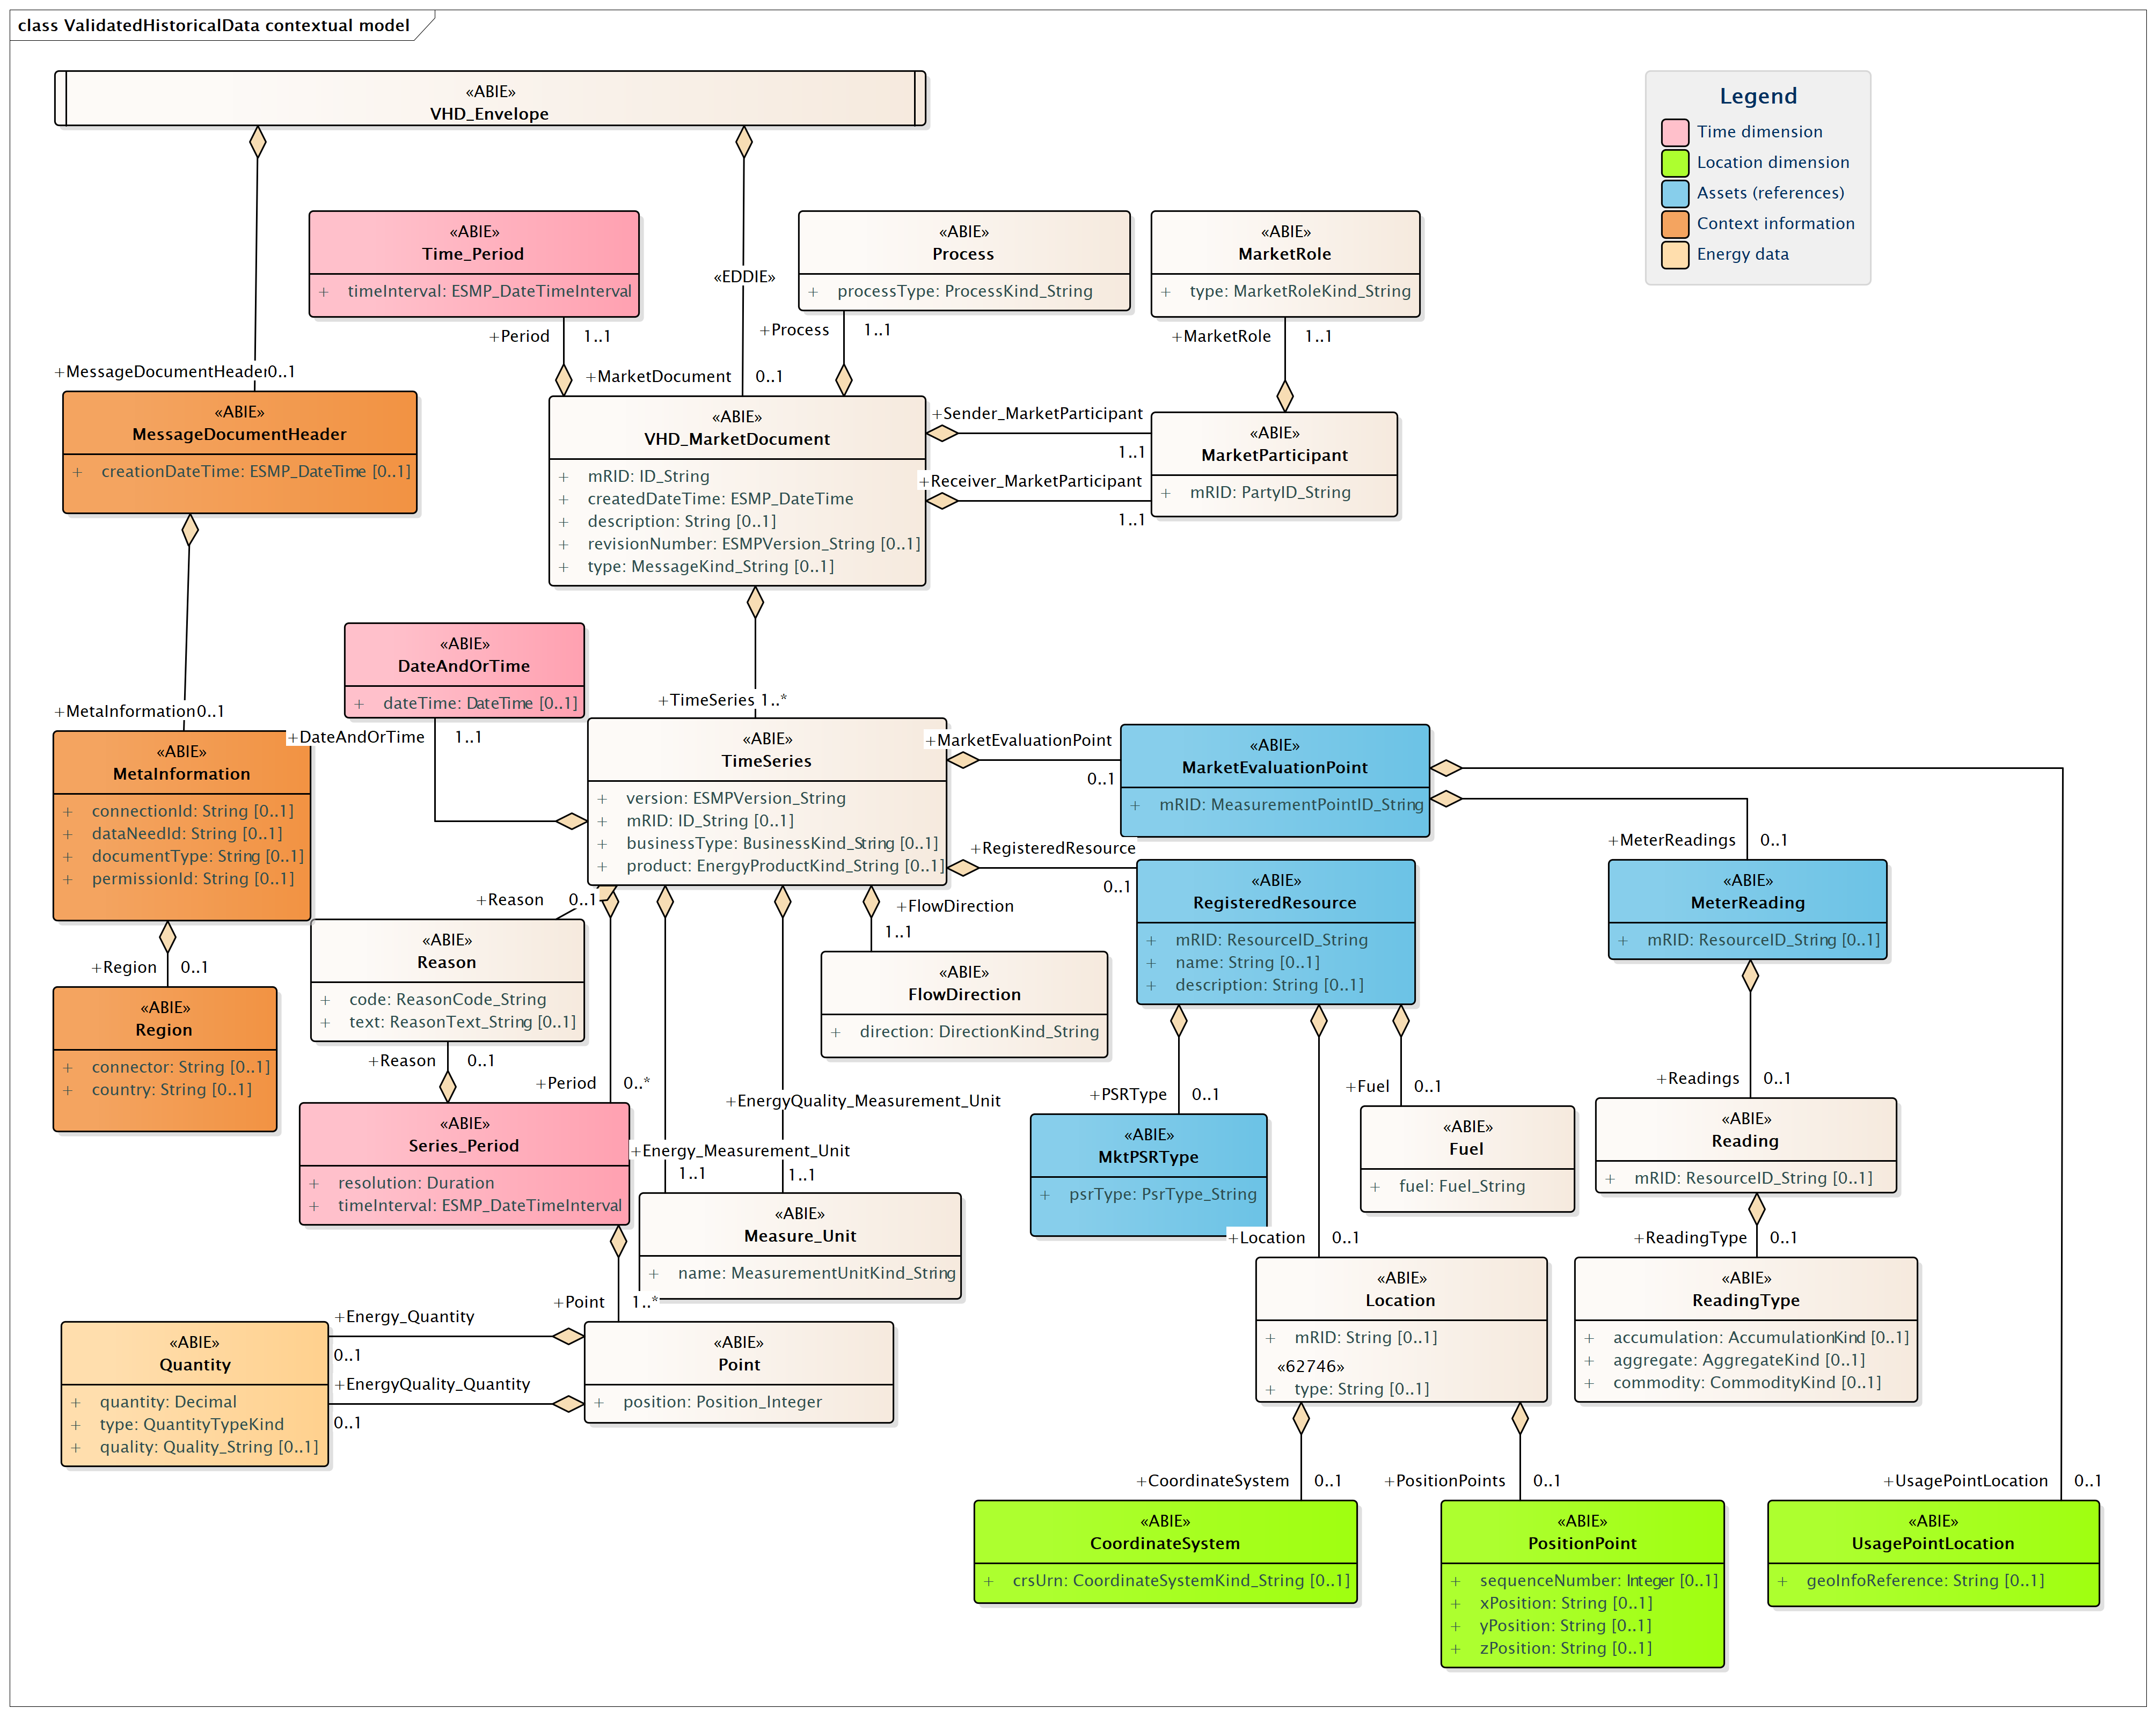 class ValidatedHistoricalData contextual model
«ABIE»
VHD_Envelope
Legend
Time dimension
Location dimension
Assets (references)
Context information
Energy data
«ABIE»
Time_Period
+ timeInterval: ESMP_DateTimeInterval
«EDDIE»
«ABIE»
Process
+ processType: ProcessKind_String
«ABIE»
MarketRole
+ type: MarketRoleKind_String
+Period 1..1
+Process 1..1
+MarketRole 1..1
+MessageDocumentHeader 0..1
+MarketDocument 0..1
«ABIE»
MessageDocumentHeader
+ creationDateTime: ESMP_DateTime [0..1]
«ABIE»
VHD_MarketDocument
+ mRID: ID_String
+ createdDateTime: ESMP_DateTime
+ description: String [0..1]
+ revisionNumber: ESMPVersion_String [0..1]
+ type: MessageKind_String [0..1]
+Sender_MarketParticipant
1..1
+Receiver_MarketParticipant
1..1
«ABIE»
MarketParticipant
+ mRID: PartyID_String
«ABIE»
DateAndOrTime
+ dateTime: DateTime [0..1]
+TimeSeries 1..*
+MetaInformation 0..1
+DateAndOrTime 1..1
«ABIE»
MetaInformation
+ connectionId: String [0..1]
+ dataNeedId: String [0..1]
+ documentType: String [0..1]
+ permissionId: String [0..1]
«ABIE»
TimeSeries
+ version: ESMPVersion_String
+ mRID: ID_String [0..1]
+ businessType: BusinessKind_String [0..1]
+ product: EnergyProductKind_String [0..1]
+MarketEvaluationPoint
0..1
«ABIE»
MarketEvaluationPoint
+ mRID: MeasurementPointID_String
+RegisteredResource
0..1
+MeterReadings 0..1
«ABIE»
RegisteredResource
+ mRID: ResourceID_String
+ name: String [0..1]
+ description: String [0..1]
«ABIE»
MeterReading
+ mRID: ResourceID_String [0..1]
+Reason 0..1
+FlowDirection
1..1
+Region 0..1
«ABIE»
Reason
+ code: ReasonCode_String
+ text: ReasonText_String [0..1]
«ABIE»
FlowDirection
+ direction: DirectionKind_String
«ABIE»
Region
+ connector: String [0..1]
+ country: String [0..1]
+Reason 0..1
+Period 0..*
+EnergyQuality_Measurement_Unit
1..1
+Energy_Measurement_Unit
1..1
+PSRType 0..1
+Fuel 0..1
+Readings 0..1
«ABIE»
Series_Period
+ resolution: Duration
+ timeInterval: ESMP_DateTimeInterval
«ABIE»
MktPSRType
+ psrType: PsrType_String
«ABIE»
Fuel
+ fuel: Fuel_String
«ABIE»
Reading
+ mRID: ResourceID_String [0..1]
«ABIE»
Measure_Unit
+ name: MeasurementUnitKind_String
+Location 0..1
+ReadingType 0..1
«ABIE»
Location
+ mRID: String [0..1]
«62746»
+ type: String [0..1]
«ABIE»
ReadingType
+ accumulation: AccumulationKind [0..1]
+ aggregate: AggregateKind [0..1]
+ commodity: CommodityKind [0..1]
+Point 1..*
+Energy_Quantity
0..1
+EnergyQuality_Quantity
0..1
«ABIE»
Quantity
+ quantity: Decimal
+ type: QuantityTypeKind
+ quality: Quality_String [0..1]
«ABIE»
Point
+ position: Position_Integer
+CoordinateSystem 0..1
+PositionPoints 0..1
+UsagePointLocation 0..1
«ABIE»
CoordinateSystem
+ crsUrn: CoordinateSystemKind_String [0..1]
«ABIE»
PositionPoint
+ sequenceNumber: Integer [0..1]
+ xPosition: String [0..1]
+ yPosition: String [0..1]
+ zPosition: String [0..1]
«ABIE»
UsagePointLocation
+ geoInfoReference: String [0..1]